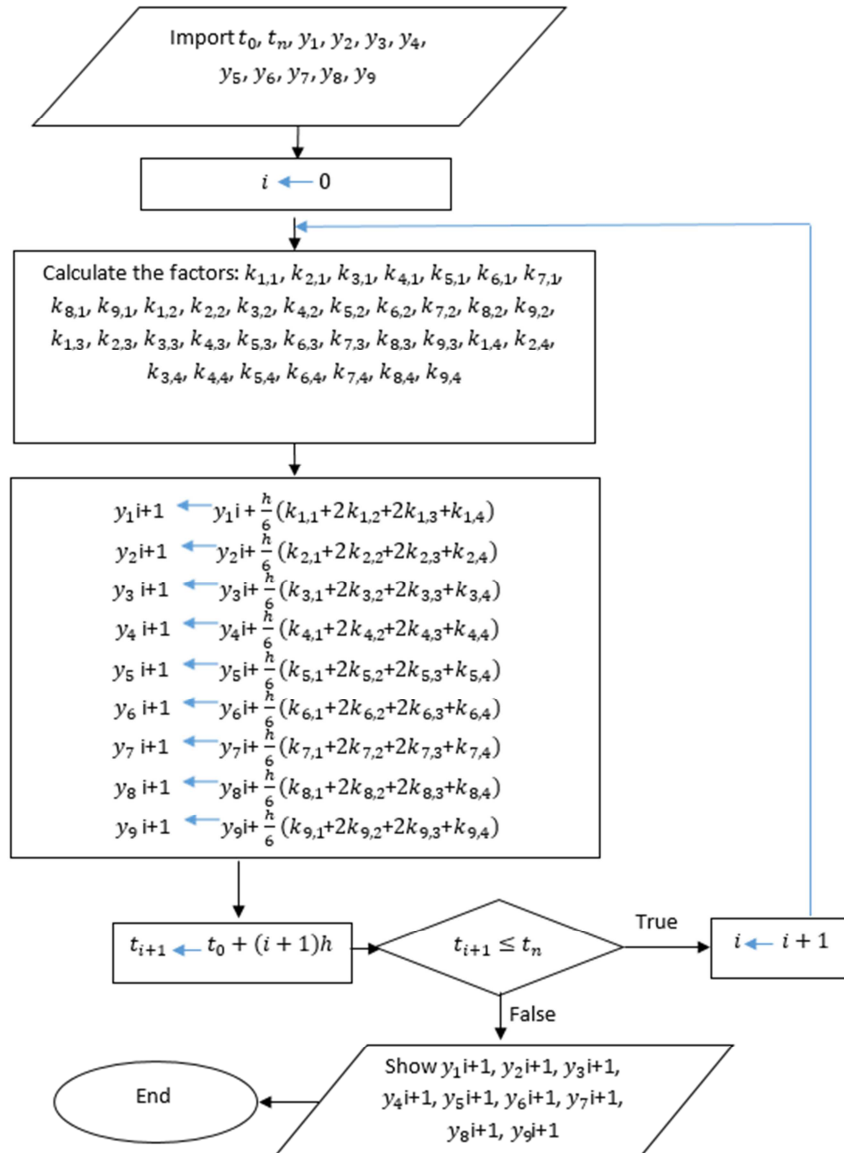 Import t₀, tₙ, y₁, y₂, y₃, y₄,
y₅, y₆, y₇, y₈, y₉
i ← 0
Calculate the factors: k₁,₁, k₂,₁, k₃,₁, k₄,₁, k₅,₁, k₆,₁, k₇,₁,
k₈,₁, k₉,₁, k₁,₂, k₂,₂, k₃,₂, k₄,₂, k₅,₂, k₆,₂, k₇,₂, k₈,₂, k₉,₂,
k₁,₃, k₂,₃, k₃,₃, k₄,₃, k₅,₃, k₆,₃, k₇,₃, k₈,₃, k₉,₃, k₁,₄, k₂,₄,
k₃,₄, k₄,₄, k₅,₄, k₆,₄, k₇,₄, k₈,₄, k₉,₄
y₁i+1 ← y₁i + h/6 (k₁,₁+2k₁,₂+2k₁,₃+k₁,₄)
y₂i+1 ← y₂i+ h/6 (k₂,₁+2k₂,₂+2k₂,₃+k₂,₄)
y₃ i+1 ← y₃i+ h/6 (k₃,₁+2k₃,₂+2k₃,₃+k₃,₄)
y₄ i+1 ← y₄i+ h/6 (k₄,₁+2k₄,₂+2k₄,₃+k₄,₄)
y₅ i+1 ← y₅i+ h/6 (k₅,₁+2k₅,₂+2k₅,₃+k₅,₄)
y₆ i+1 ← y₆i+ h/6 (k₆,₁+2k₆,₂+2k₆,₃+k₆,₄)
y₇ i+1 ← y₇i+ h/6 (k₇,₁+2k₇,₂+2k₇,₃+k₇,₄)
y₈ i+1 ← y₈i+ h/6 (k₈,₁+2k₈,₂+2k₈,₃+k₈,₄)
y₉ i+1 ← y₉i+ h/6 (k₉,₁+2k₉,₂+2k₉,₃+k₉,₄)
tᵢ₊₁ ← t₀ + (i + 1)h
tᵢ₊₁ ≤ tₙ
True
i ← i + 1
False
Show y₁i+1, y₂i+1, y₃i+1,
y₄i+1, y₅i+1, y₆i+1, y₇i+1,
y₈i+1, y₉i+1
End